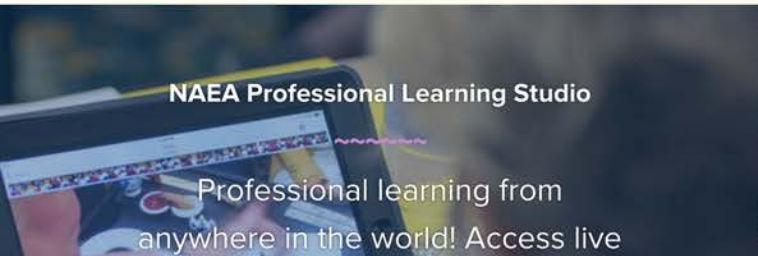 NAEA Professional Learning Studio
Professional learning from
anywhere in the world! Access live